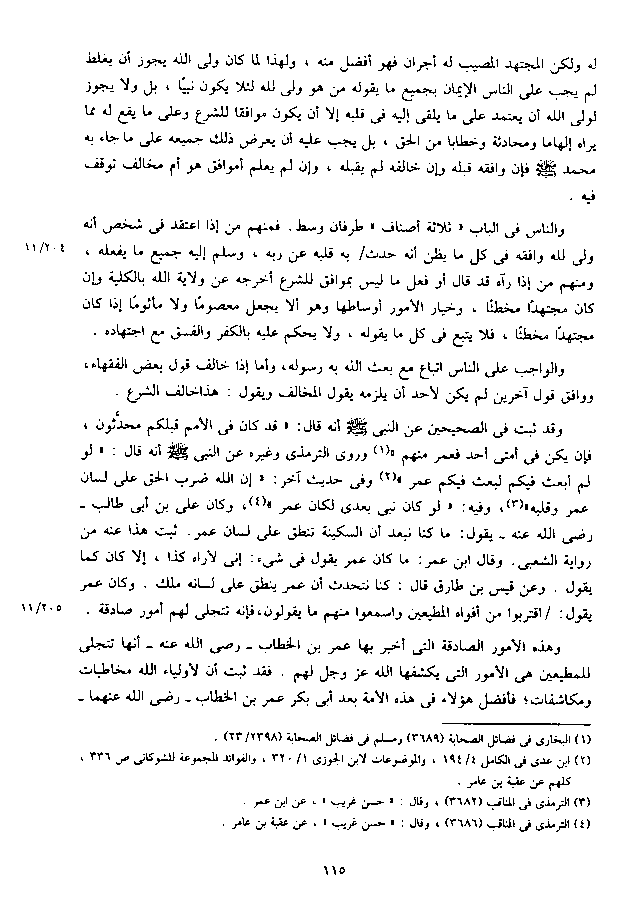 له ولكن المجتهد المصيب له أجران فهو أفضل منه ، ولهذا لما كان ولى الله يجوز أن يغلط
لم يجب على الناس الإيمان بجميع ما يقوله من هو ولى لله لئلا يكون نبيًا ، بل ولا يجوز
لولى الله أن يعتمد على ما يلقى إليه فى قلبه إلا أن يكون موافقا للشرع وعلى ما يقع له مما
يراه إلهاما ومحادثة وخطابا من الحق ، بل يجب عليه أن يعرض ذلك جميعه على ما جاء به
محمد ﷺ فإن وافقه قبله وإن خالفه لم يقبله ، وإن لم يعلم أموافق هو أم مخالف توقف
فيه .
والناس فى الباب « ثلاثة أصناف » طرفان ووسط. فمنهم من إذا اعتقد فى شخص أنه
١١/٢٠٤
ولى لله وافقه فى كل ما يظن أنه حدث/ به قلبه عن ربه ، وسلم إليه جميع ما يفعله ،
ومنهم من إذا رآه قد قال أو فعل ما ليس بموافق للشرع أخرجه عن ولاية الله بالكلية وإن
كان مجتهدًا مخطئًا ، وخيار الأمور أوساطها وهو ألا يجعل معصومًا ولا مأثومًا إذا كان
مجتهدًا مخطئًا ، فلا يتبع فى كل ما يقوله ، ولا يحكم عليه بالكفر والفسق مع اجتهاده .
والواجب على الناس اتباع مع بعث الله به رسوله، وأما إذا خالف قول بعض الفقهاء،
ووافق قول آخرين لم يكن لأحد أن يلزمه يقول المخالف ويقول : هذاخالف الشرع .
وقد ثبت فى الصحيحين عن النبى ﷺ أنه قال: « قد كان فى الأمم قبلكم محدَّثون ،
فإن يكن فى أمتى أحد فعمر منهم »(١) وروى الترمذى وغيره عن النبى ﷺ أنه قال : « لو
لم أبعث فيكم لبعث فيكم عمر »(٢) وفى حديث آخر: « إن الله ضرب الحق على لسان
عمر وقلبه»(٣)، وفيه: « لو كان نبى بعدى لكان عمر »(٤)، وكان على بن أبى طالب ـ
رضى الله عنه ـ يقول: ما كنا نبعد أن السكينة تنطق على لسان عمر. ثبت هذا عنه من
رواية الشعبى. وقال ابن عمر: ما كان عمر يقول فى شىء: إنى لأراه كذا ، إلا كان كما
يقول . وعن قيس بن طارق قال : كنا نتحدث أن عمر ينطق على لسانه ملك . وكان عمر
١١/٢٠٥
يقول: /اقتربوا من أفواه المطيعين واسمعوا منهم ما يقولون،فإنه تتجلى لهم أمور صادقة .
وهذه الأمور الصادقة التى أخبر بها عمر بن الخطاب ـ رضى الله عنه ـ أنها تتجلى
للمطيعين هى الأمور التى يكشفها الله عز وجل لهم . فقد ثبت أن لأولياء الله مخاطبات
ومكاشفات؛ فأفضل هؤلاء فى هذه الأمة بعد أبى بكر عمر بن الخطاب ـ رضى الله عنهما ـ
(١) البخارى فى فضائل الصحابة (٣٦٨٩) ومسلم فى فضائل الصحابة (٢٣/٢٣٩٨) .
(٢) ابن عدى فى الكامل ١٩٤/٤ ، والموضوعات لابن الجوزى ٣٢٠/١ ، والفوائد المجموعة للشوكانى ص ٣٣٦ ،
كلهم عن عقبة بن عامر .
(٣) الترمذى فى المناقب (٣٦٨٢) ، وقال : « حسن غريب » ، عن ابن عمر .
(٤) الترمذى فى المناقب (٣٦٨٦) ، وقال : « حسن غريب » ، عن عقبة بن عامر .
١١٥